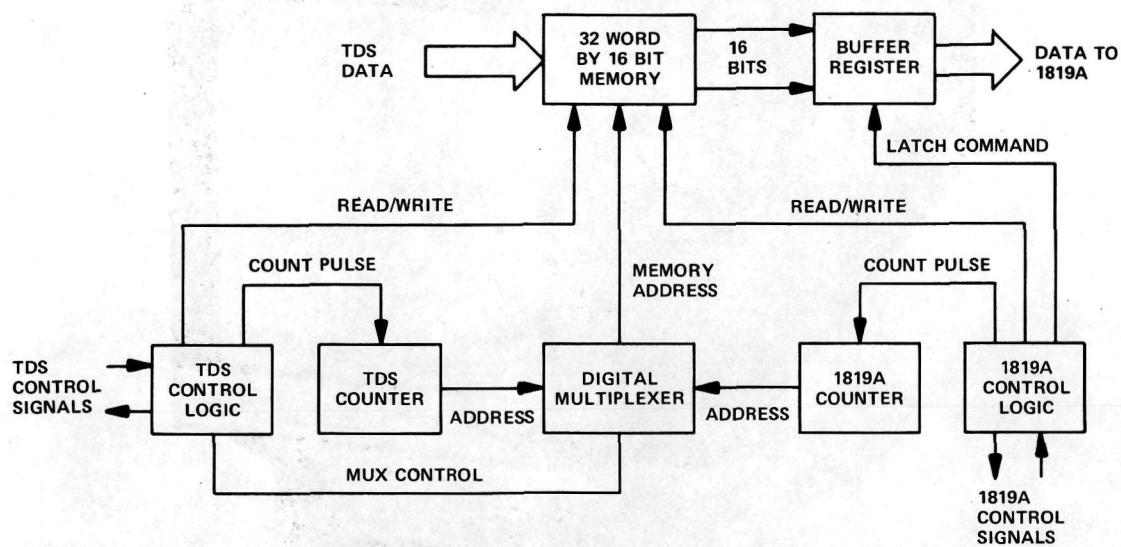 TDS
DATA
32 WORD
BY 16 BIT
MEMORY
16
BITS
BUFFER
REGISTER
DATA TO
1819A
LATCH COMMAND
READ/WRITE
READ/WRITE
COUNT PULSE
MEMORY
ADDRESS
COUNT PULSE
TDS
CONTROL
SIGNALS
TDS
CONTROL
LOGIC
TDS
COUNTER
ADDRESS
DIGITAL
MULTIPLEXER
ADDRESS
1819A
COUNTER
1819A
CONTROL
LOGIC
MUX CONTROL
1819A
CONTROL
SIGNALS